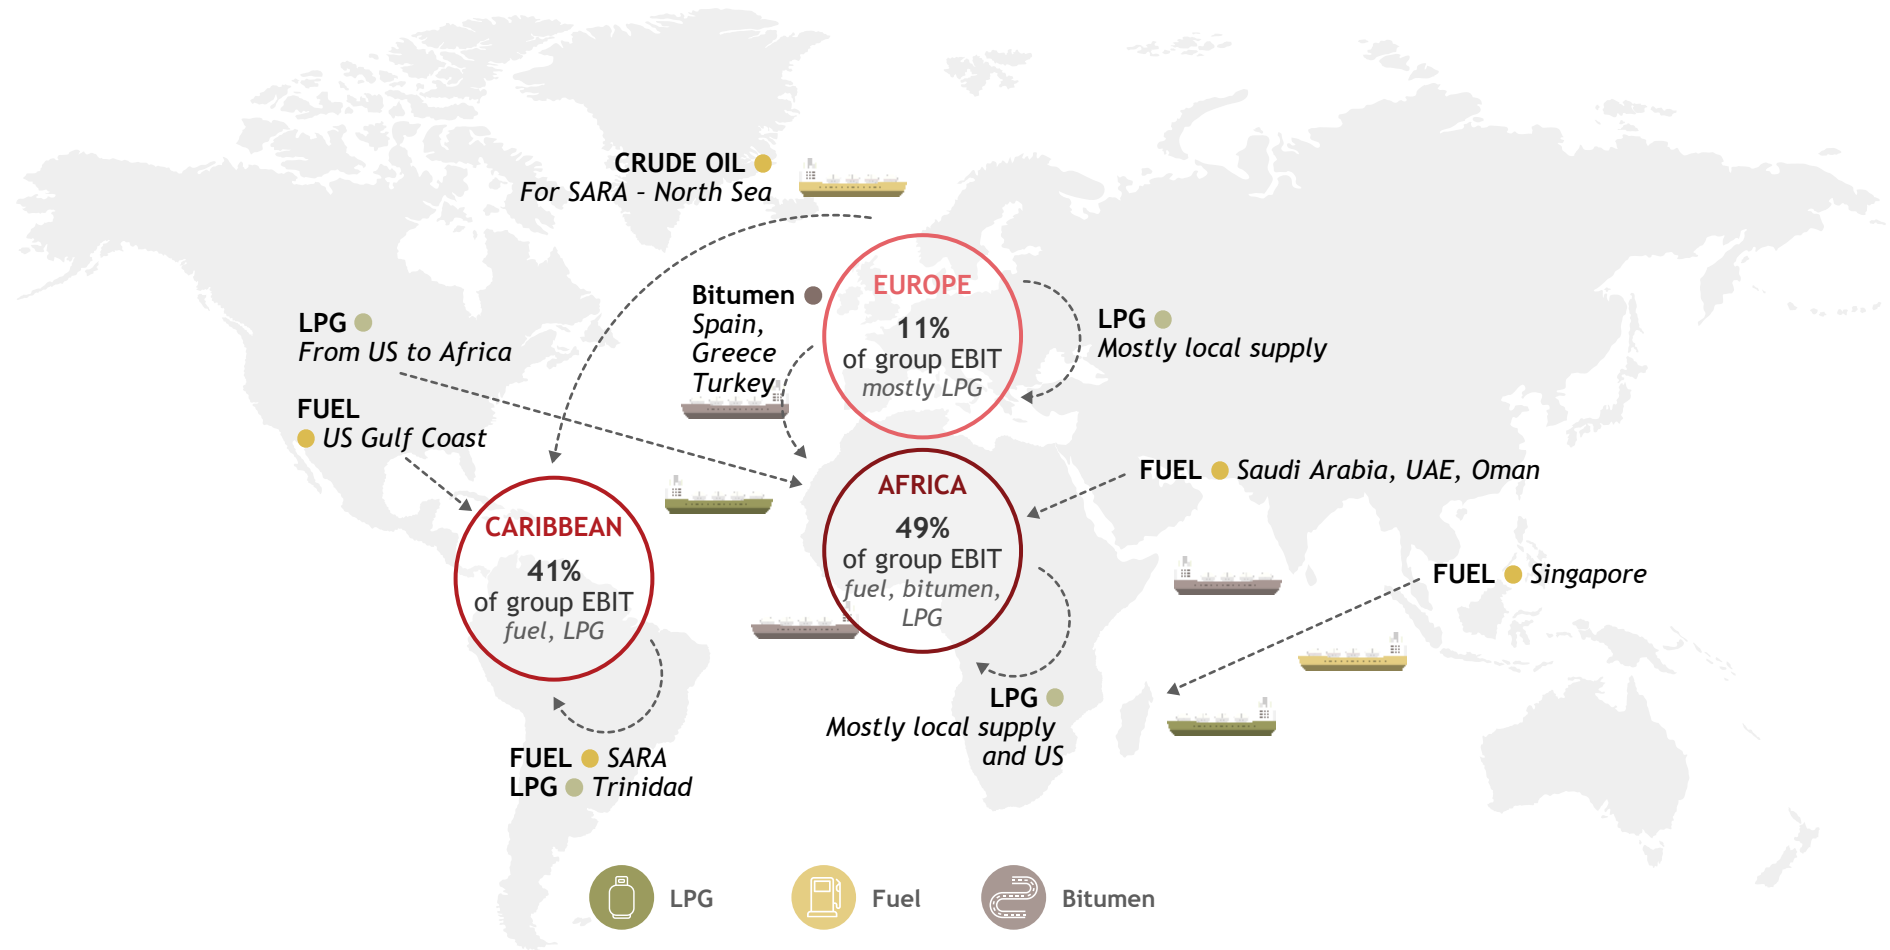 CRUDE OIL
For SARA – North Sea
EUROPE
11%
of group EBIT
mostly LPG
Bitumen
Spain,
Greece
Turkey
LPG
Mostly local supply
LPG
From US to Africa
FUEL
US Gulf Coast
CARIBBEAN
41%
of group EBIT
fuel, LPG
AFRICA
49%
of group EBIT
fuel, bitumen,
LPG
FUEL Saudi Arabia, UAE, Oman
FUEL Singapore
LPG
Mostly local supply
and US
FUEL SARA
LPG Trinidad
LPG
Fuel
Bitumen